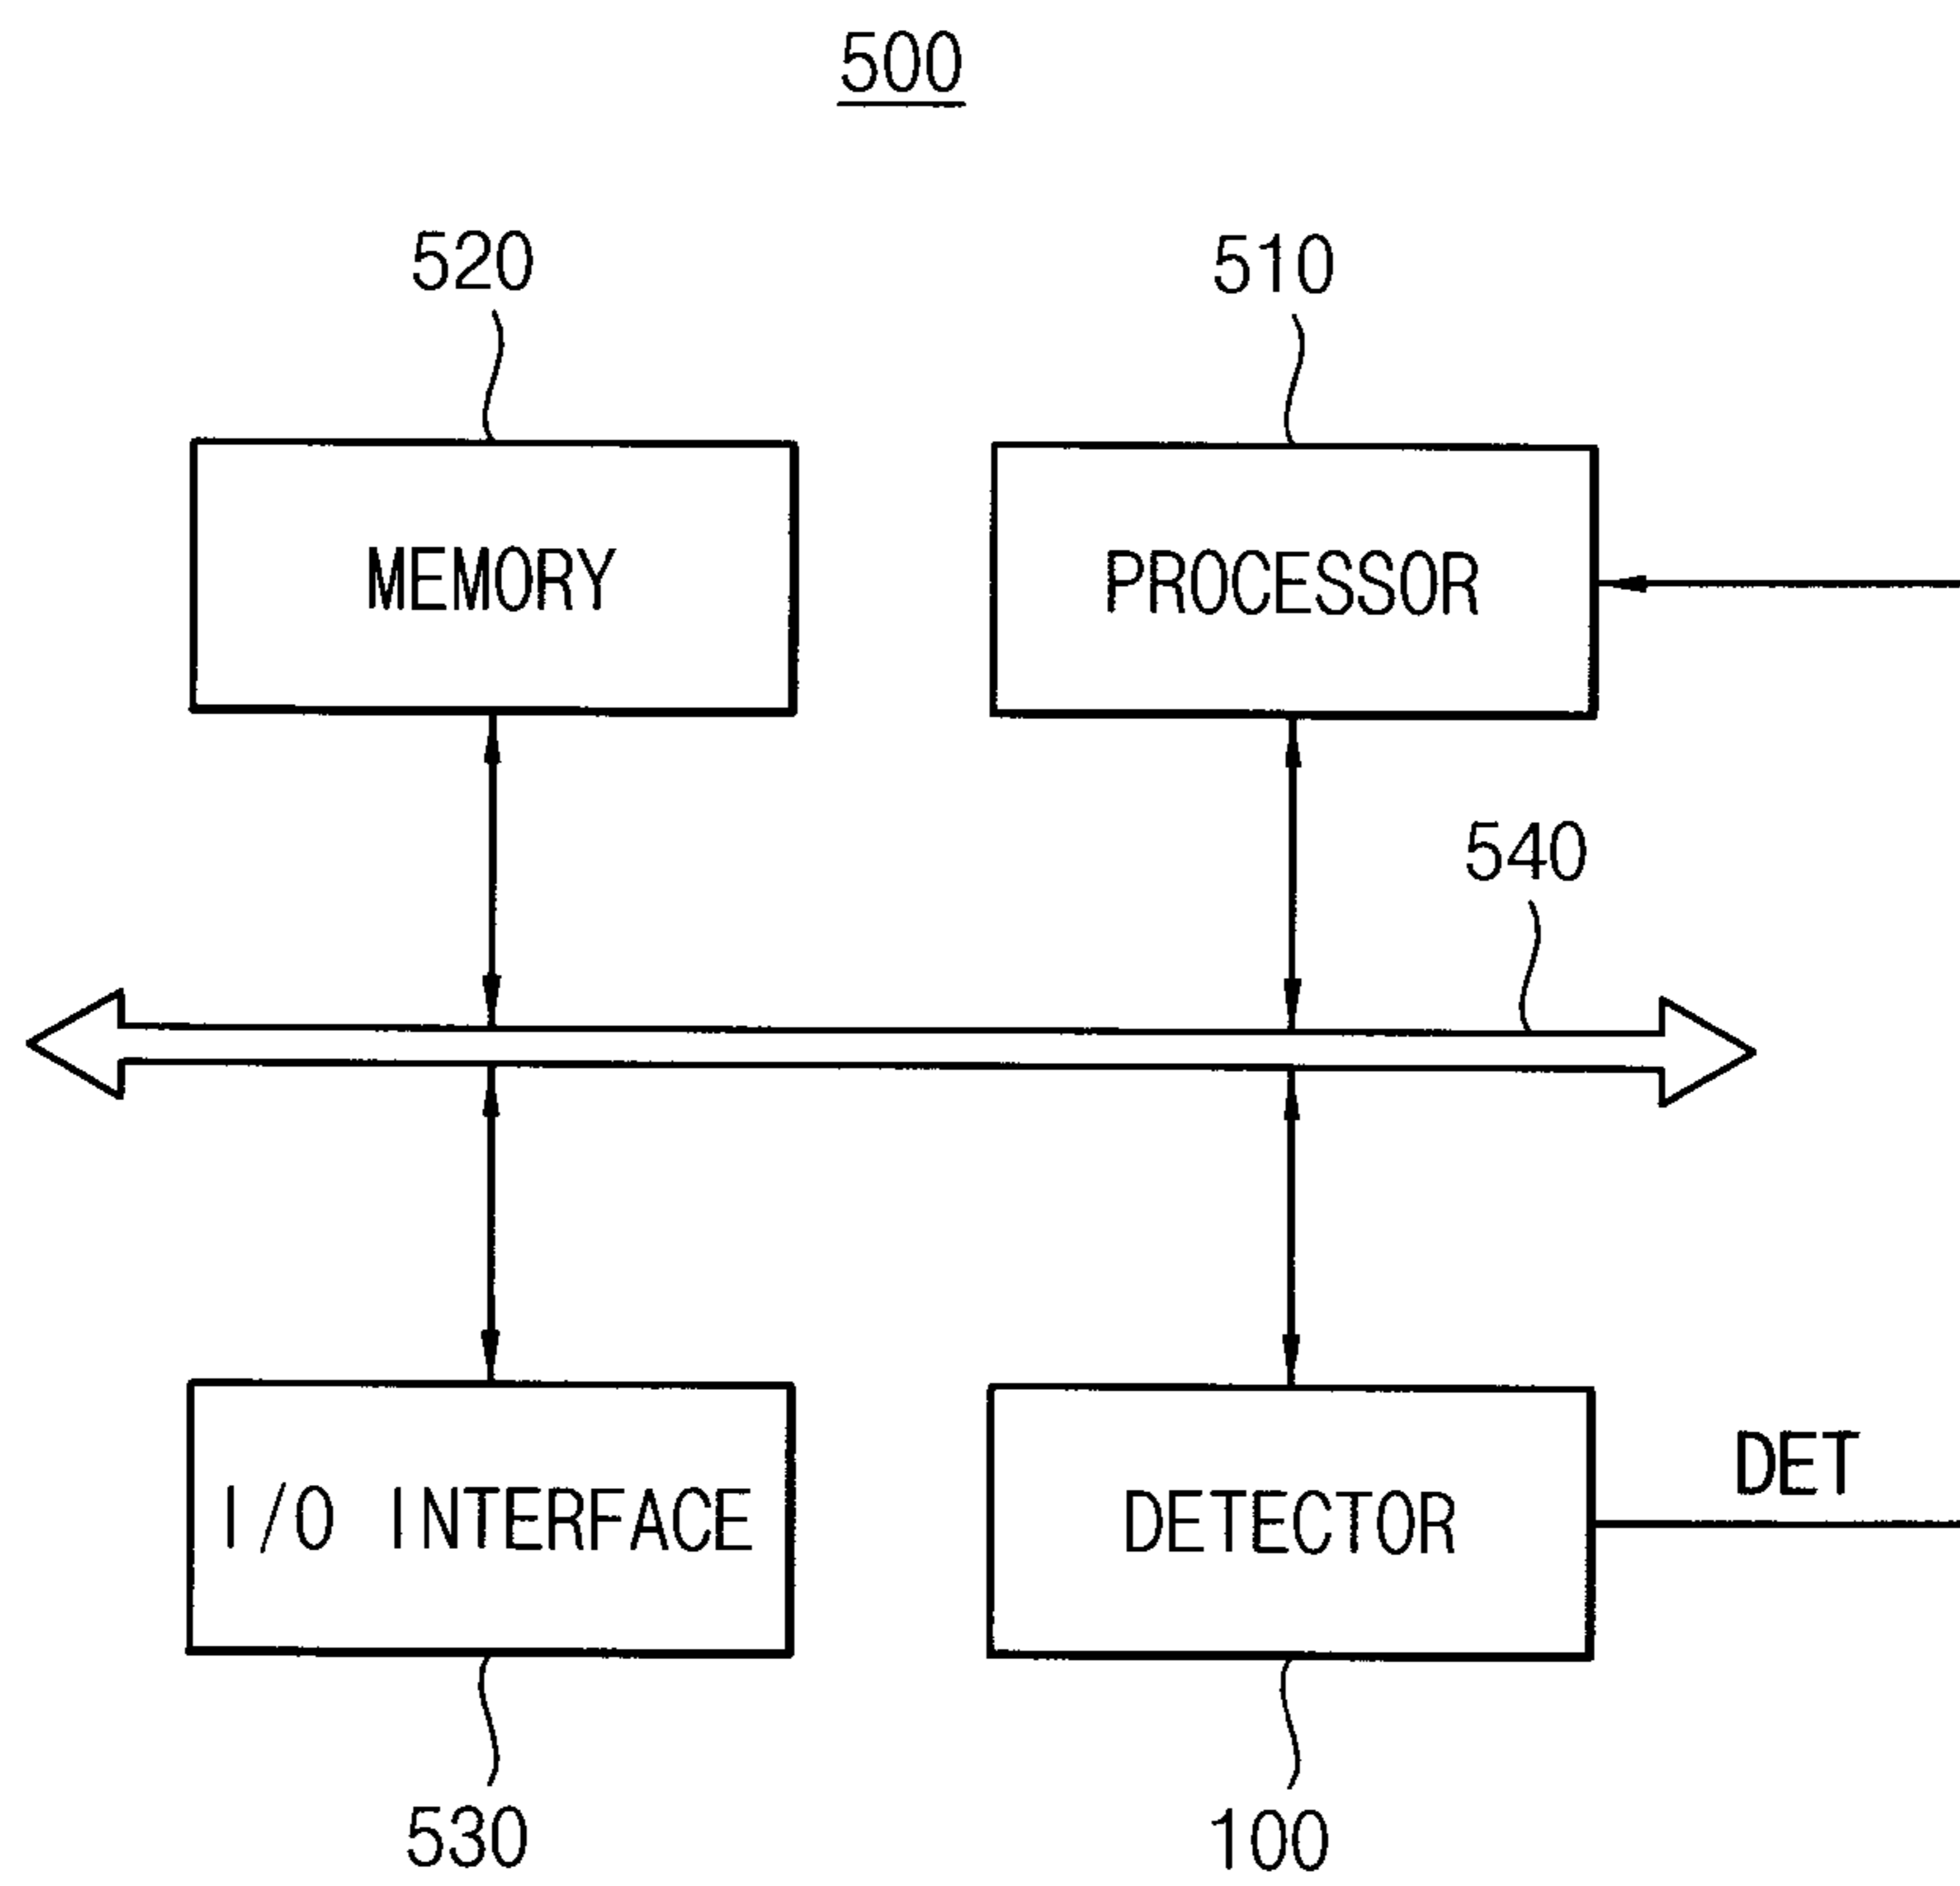 500
520
510
MEMORY
PROCESSOR
540
I/O INTERFACE
DETECTOR
DET
530
100